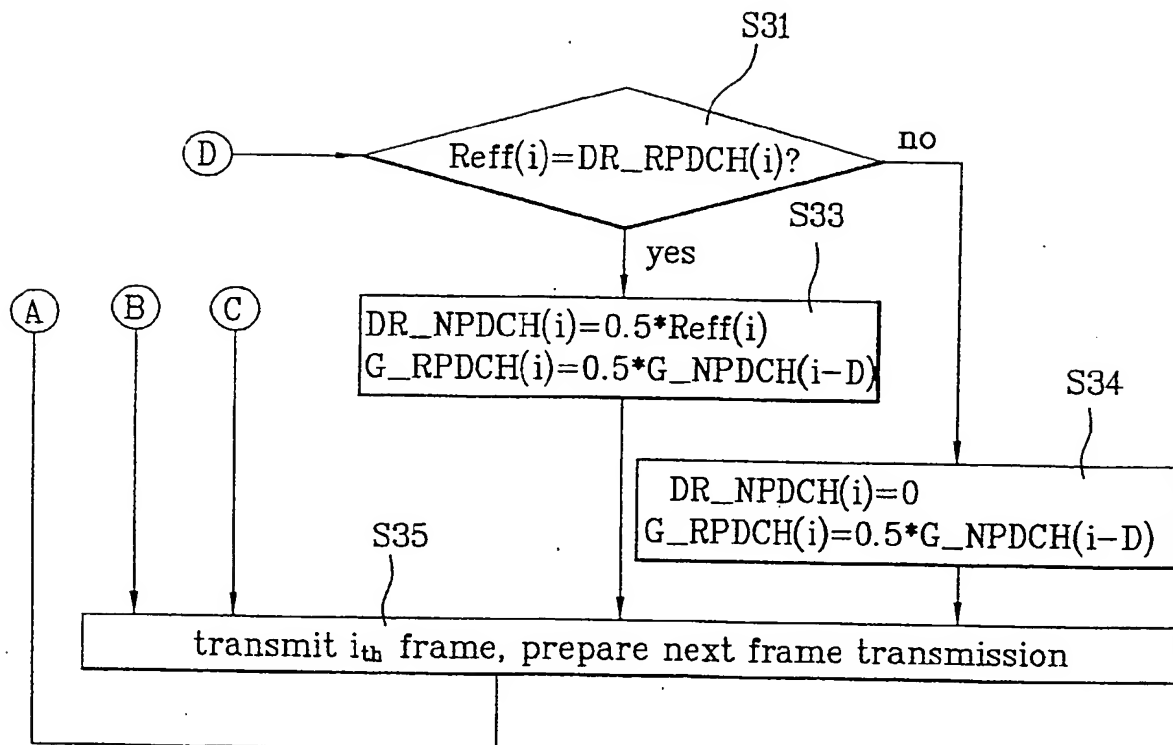 S31
D
Reff(i)=DR_RPDCH(i)?
no
yes
S33
A
B
C
DR_NPDCH(i)=0.5*Reff(i)
G_RPDCH(i)=0.5*G_NPDCH(i-D)
S34
DR_NPDCH(i)=0
G_RPDCH(i)=0.5*G_NPDCH(i-D)
S35
transmit ith frame, prepare next frame transmission